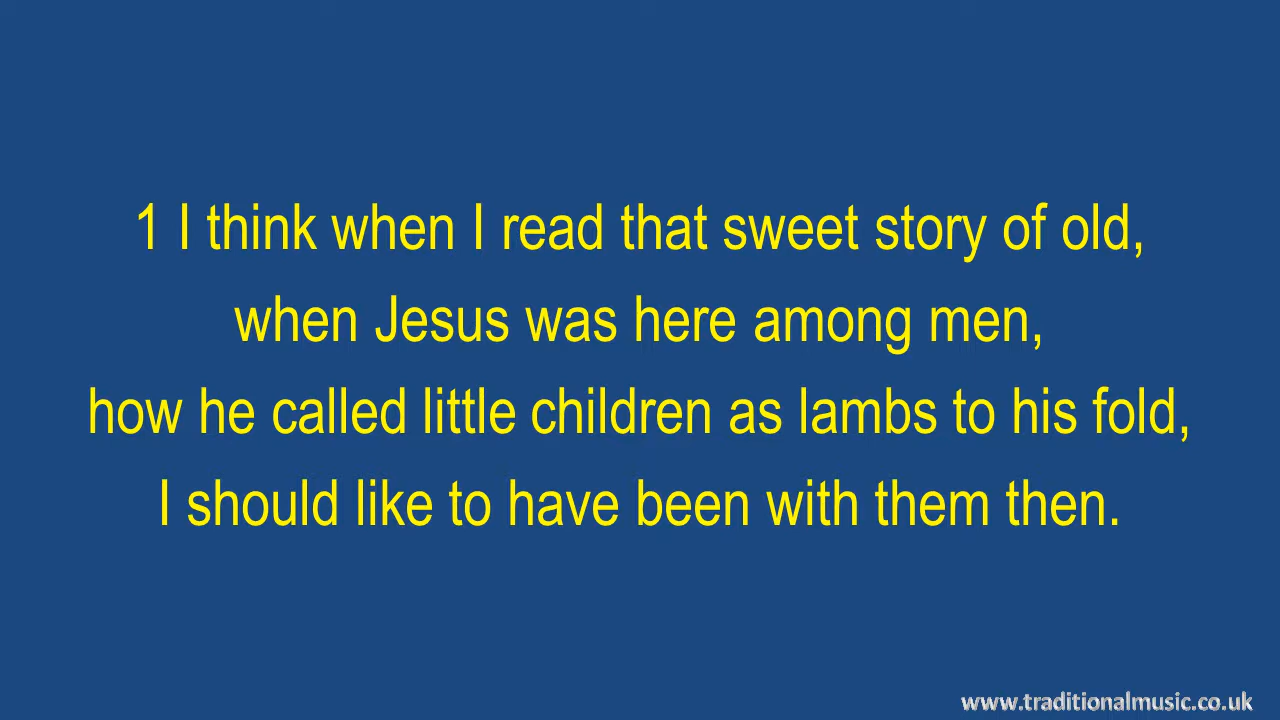 1 I think when I read that sweet story of old,
when Jesus was here among men,
how he called little children as lambs to his fold,
I should like to have been with them then.
www.traditionalmusic.co.uk